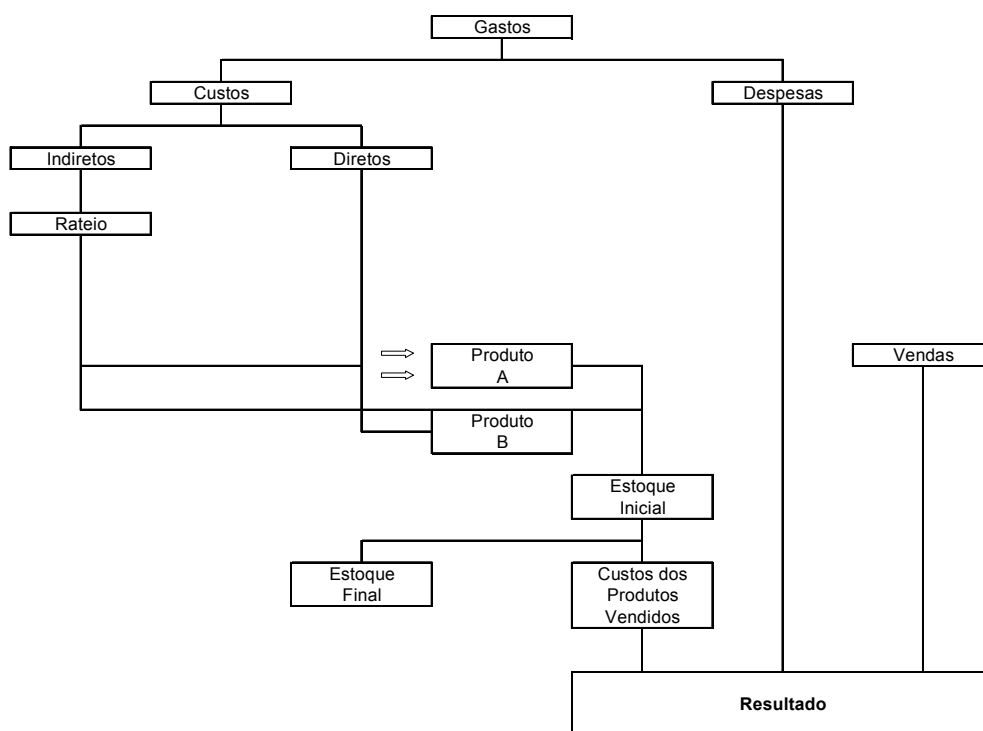 Gastos
Custos
Despesas
Indiretos
Diretos
Rateio
Produto
A
Vendas
Produto
B
Estoque
Inicial
Estoque
Final
Custos dos
Produtos
Vendidos
Resultado